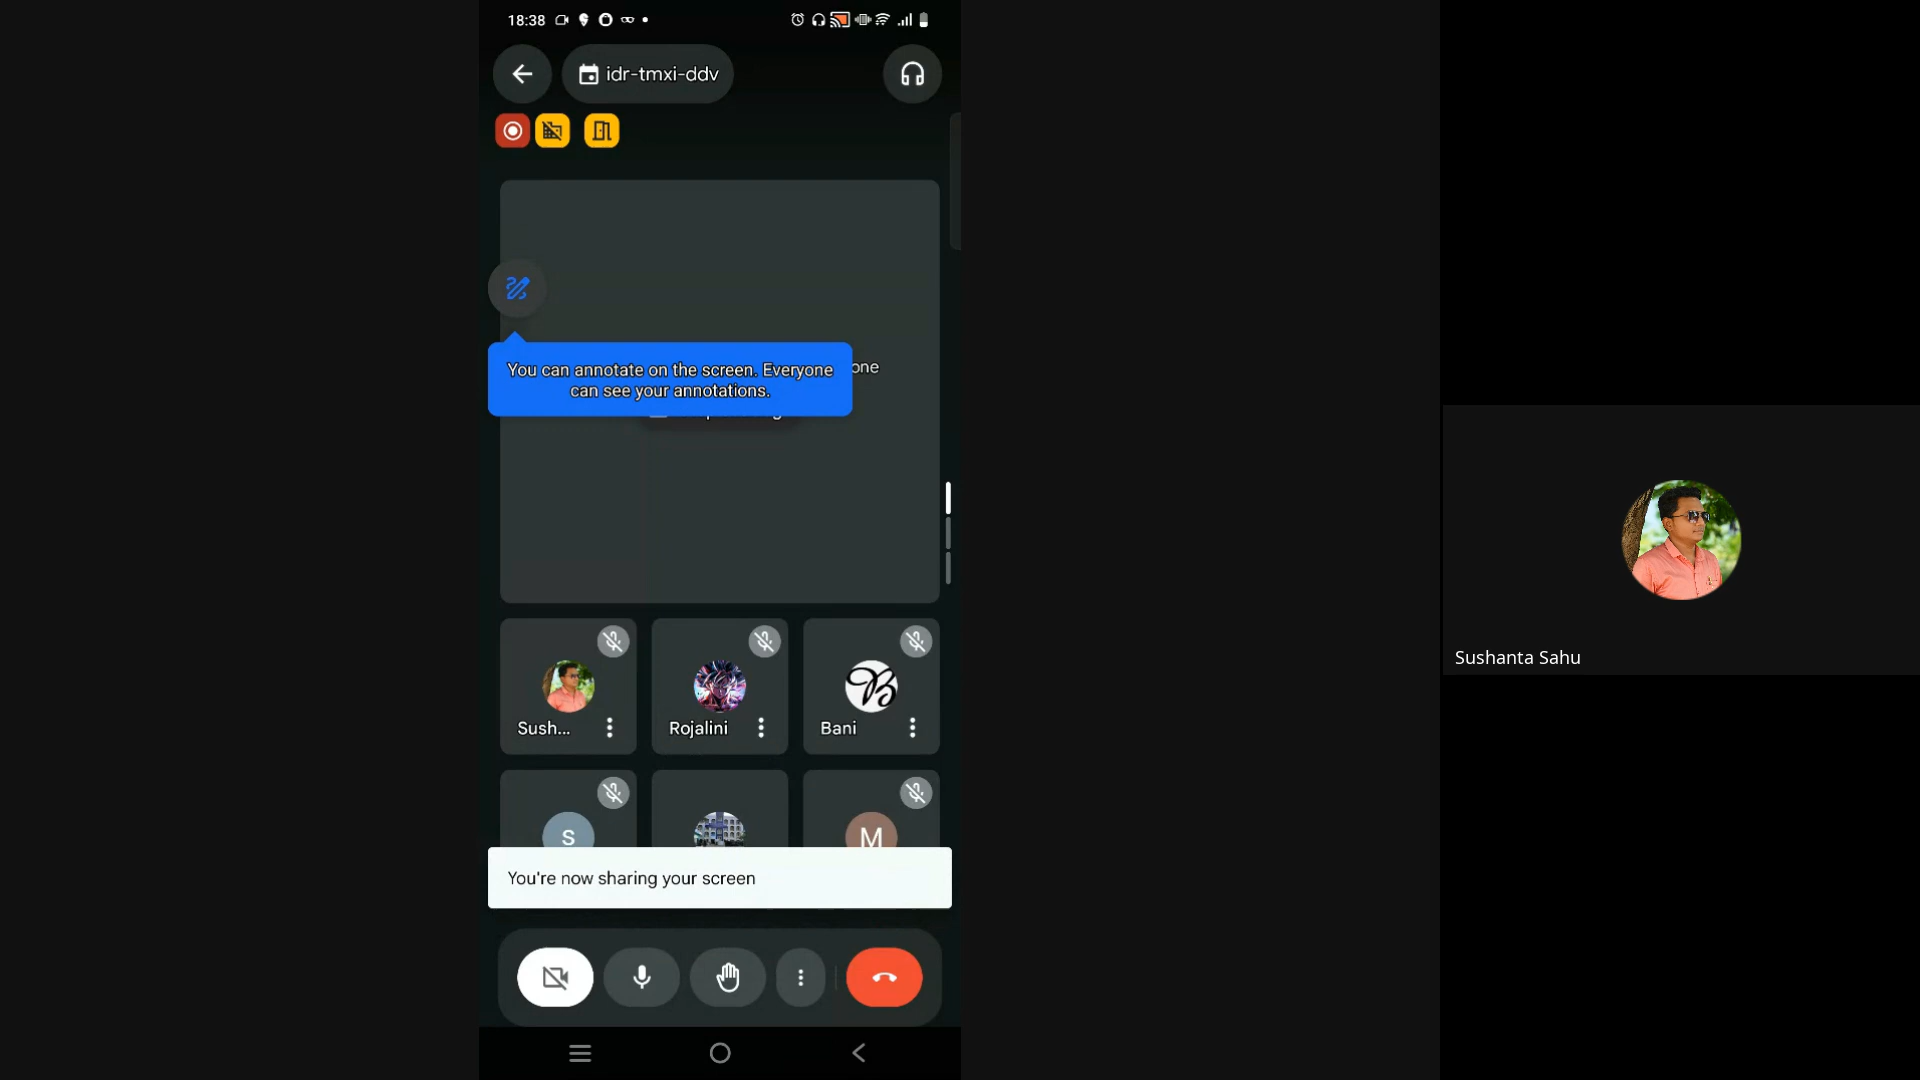 18:38
idr-tmxi-ddv
You can annotate on the screen. Everyone
can see your annotations.
one
Sush...
Rojalini
Bani
B
S
M
You're now sharing your screen
Sushanta Sahu